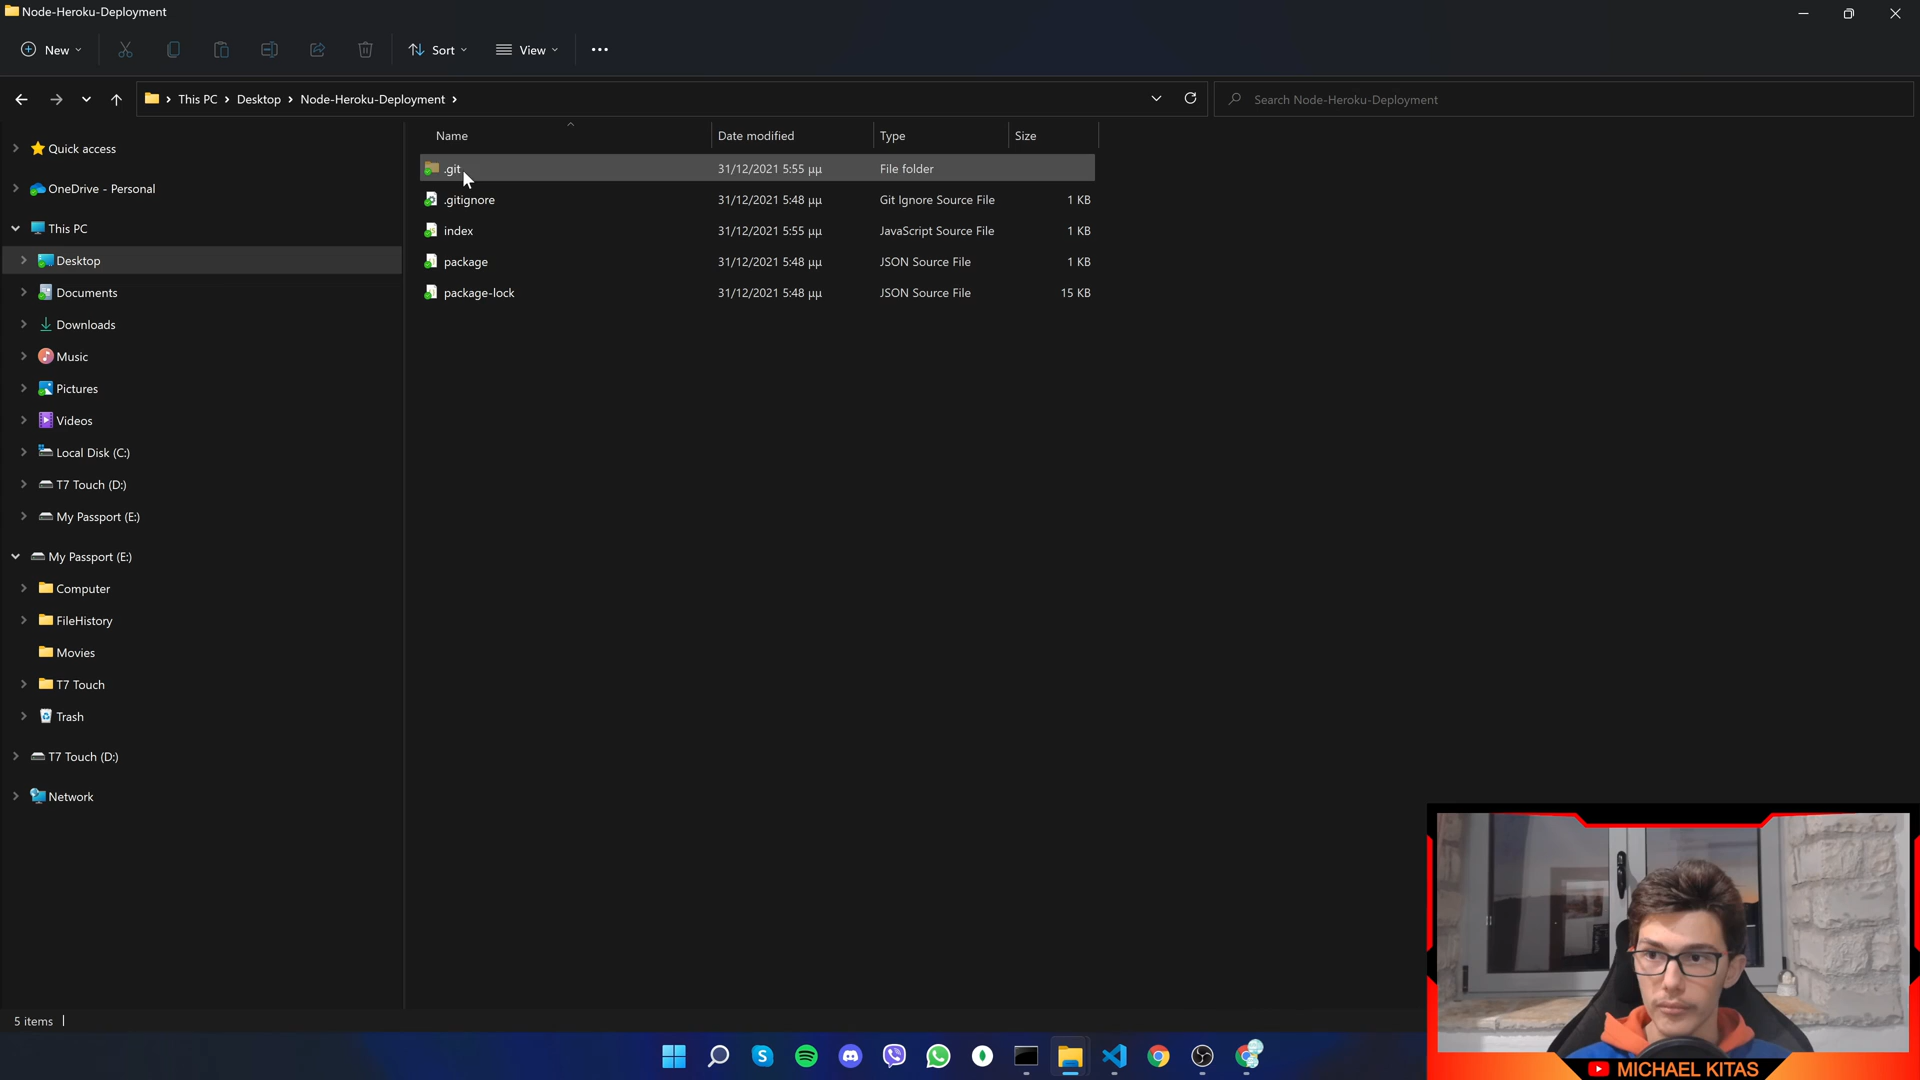 Node-Heroku-Deployment
New
Sort
View
This PC
Desktop
Node-Heroku-Deployment
Search Node-Heroku-Deployment
Name
Date modified
Type
Size
.git
31/12/2021 5:55 μμ
File folder
.gitignore
31/12/2021 5:48 μμ
Git Ignore Source File
1 KB
index
31/12/2021 5:55 μμ
JavaScript Source File
1 KB
package
31/12/2021 5:48 μμ
JSON Source File
1 KB
package-lock
31/12/2021 5:48 μμ
JSON Source File
15 KB
Quick access
OneDrive - Personal
This PC
Desktop
Documents
Downloads
Music
Pictures
Videos
Local Disk (C:)
T7 Touch (D:)
My Passport (E:)
My Passport (E:)
Computer
FileHistory
Movies
T7 Touch
Trash
T7 Touch (D:)
Network
5 items
MICHAEL KITAS